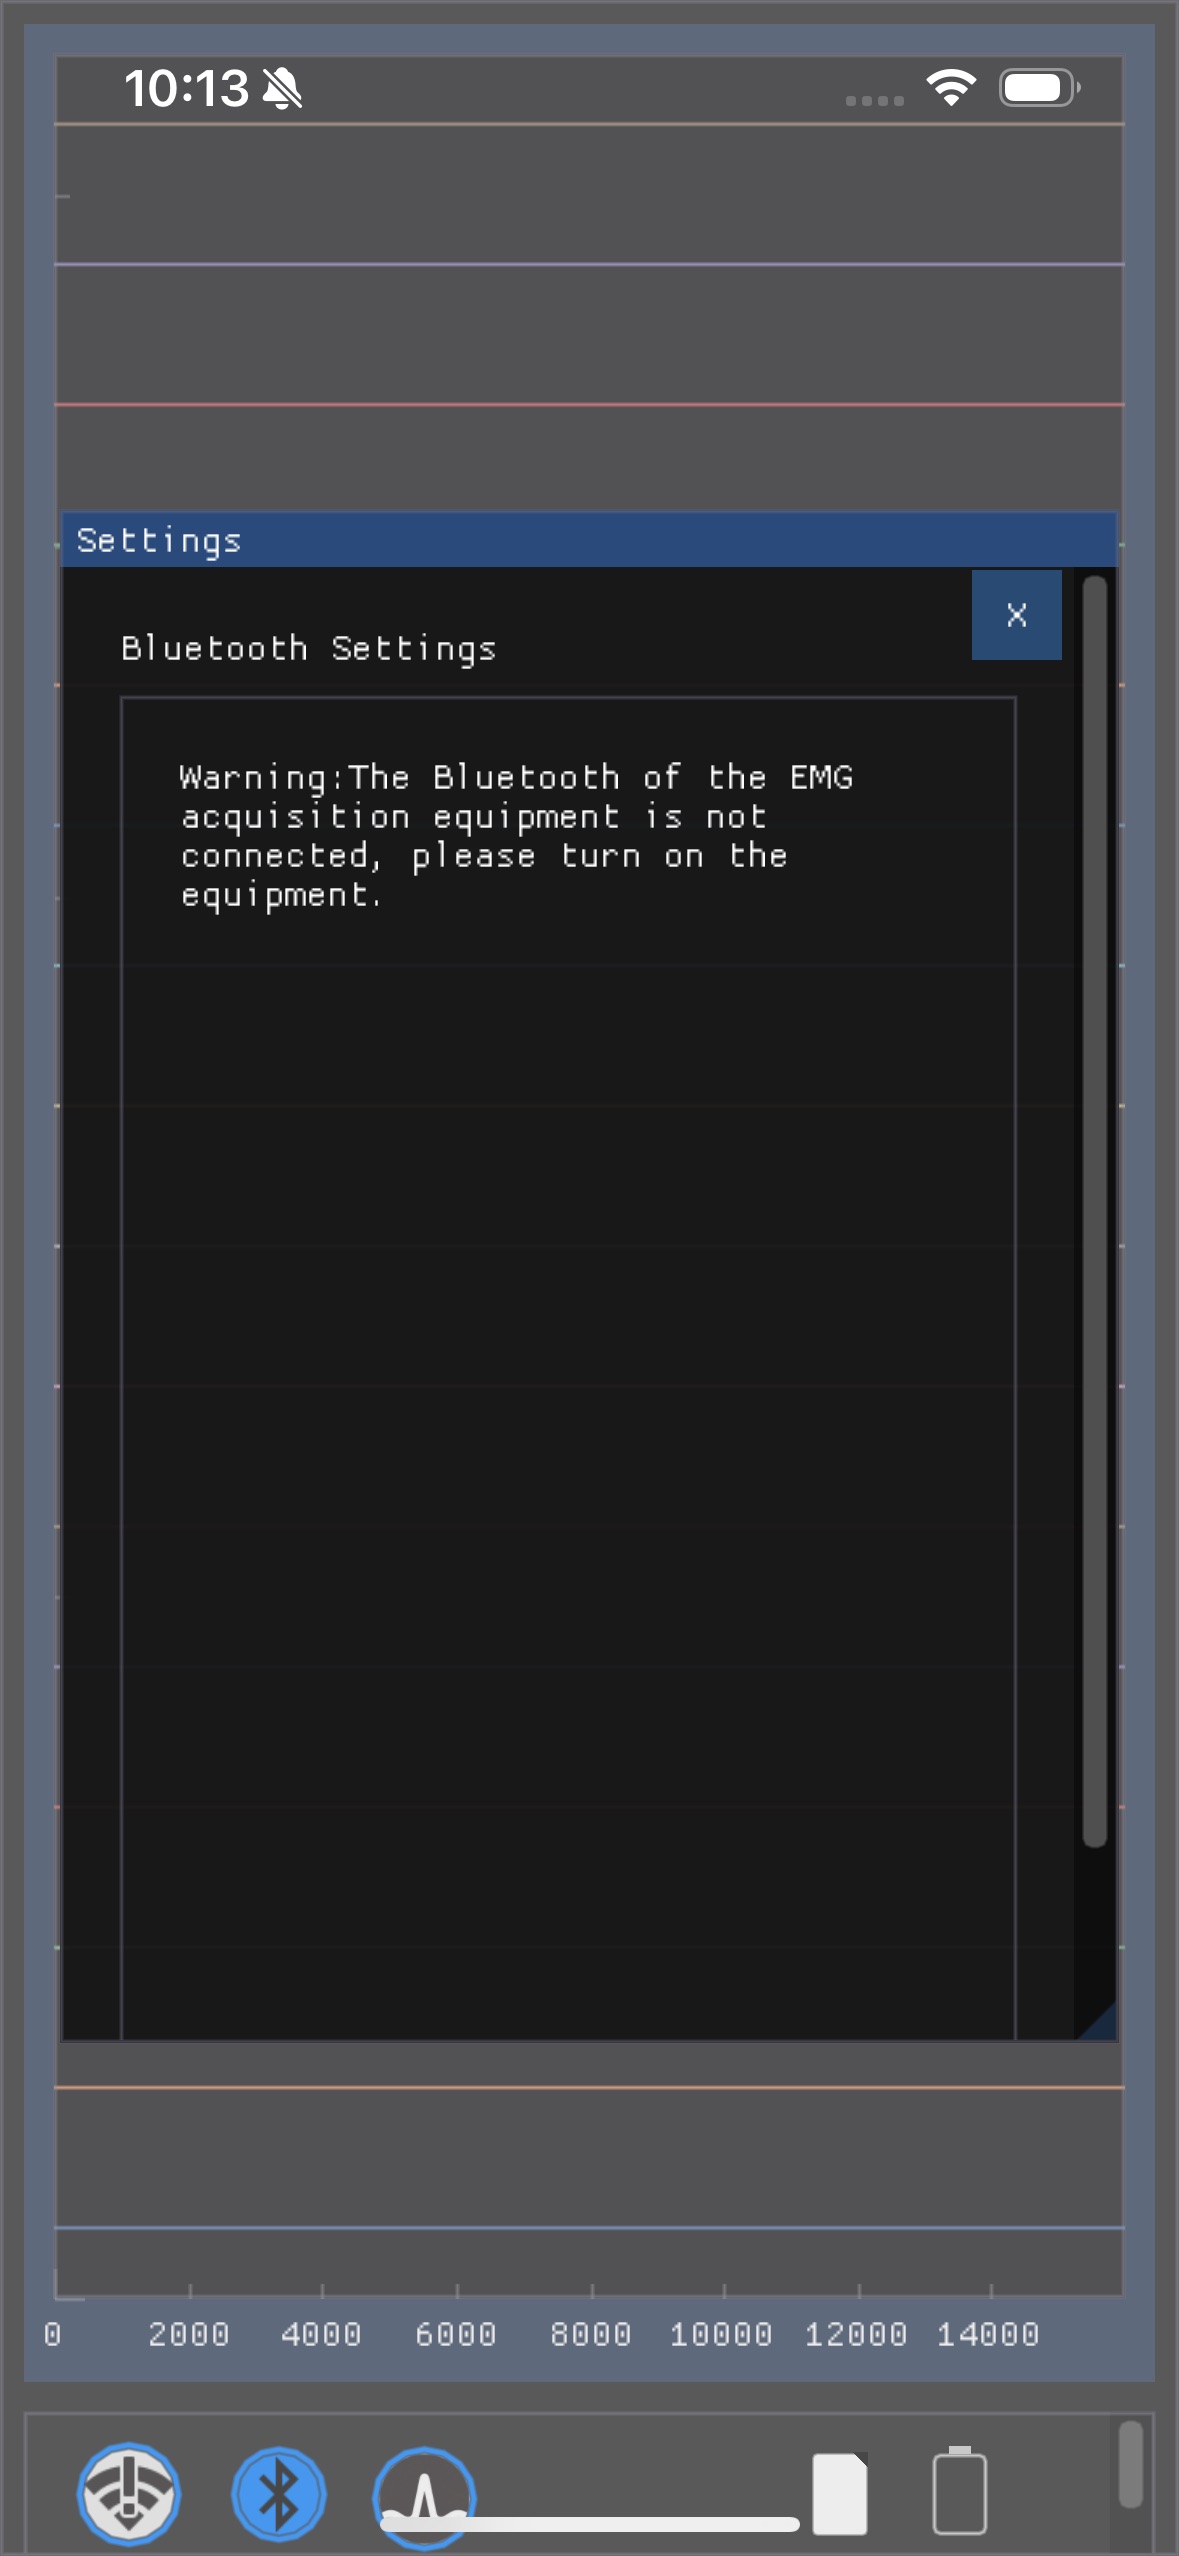 10:13
Settings
X
Bluetooth Settings
Warning:The Bluetooth of the EMG
acquisition equipment is not
connected, please turn on the
equipment.
0 2000 4000 6000 8000 10000 12000 14000